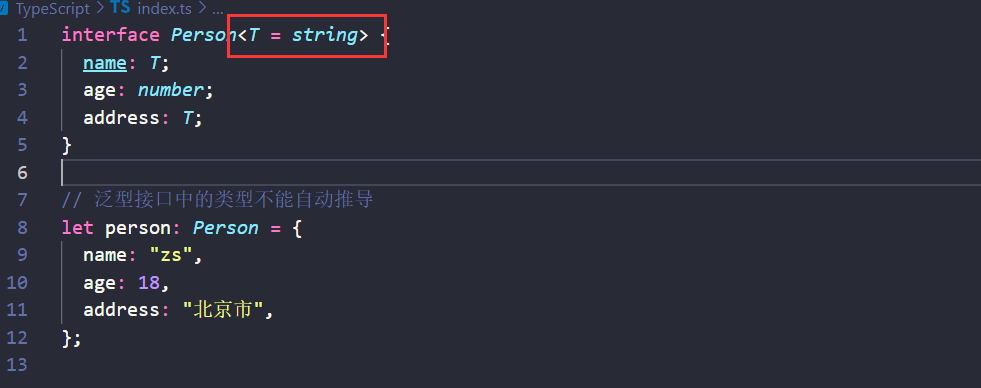 TypeScript > TS index.ts > ...
1 interface Person<T = string> {
2 name: T;
3 age: number;
4 address: T;
5 }
6
7 // 泛型接口中的类型不能自动推导
8 let person: Person = {
9 name: "zs",
10 age: 18,
11 address: "北京市",
12 };
13